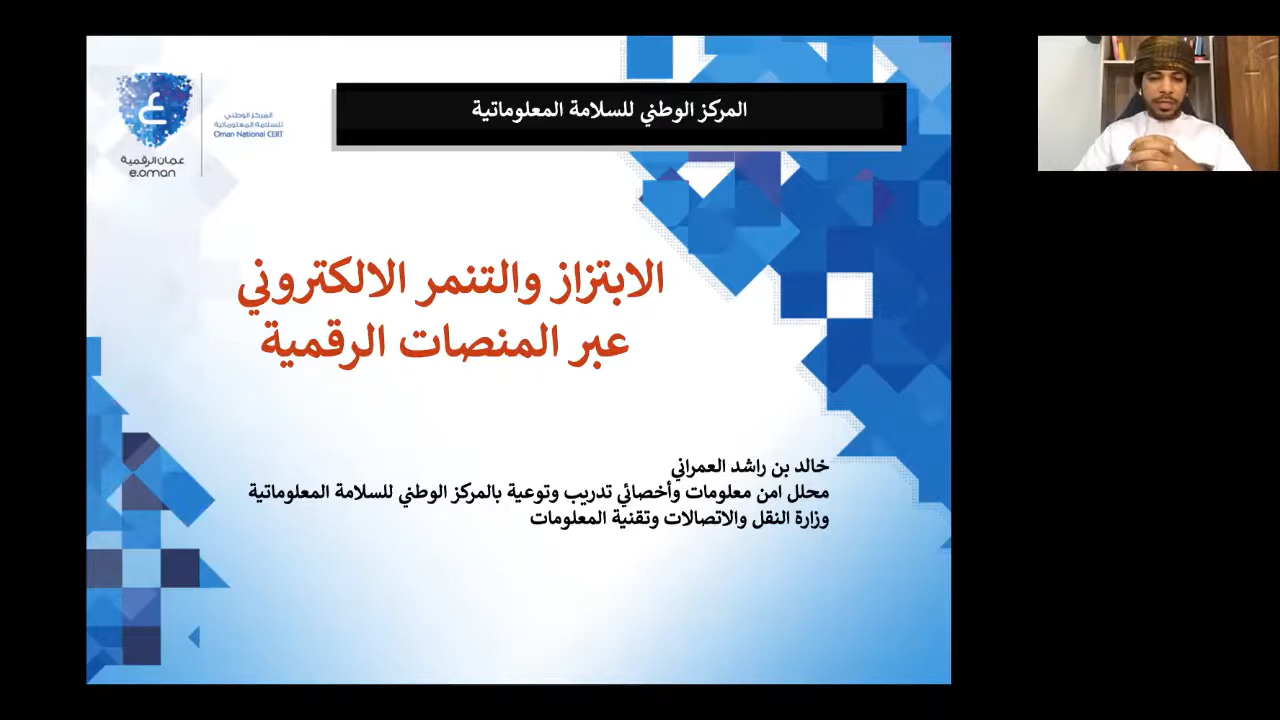 المركز الوطني للسلامة المعلوماتية
المركز الوطني
للسلامة المعلوماتية
Oman National CERT
عمان الرقمية
e.oman
الابتزاز والتنمر الالكتروني
عبر المنصات الرقمية
خالد بن راشد العمراني
محلل امن معلومات وأخصائي تدريب وتوعية بالمركز الوطني للسلامة المعلوماتية
وزارة النقل والاتصالات وتقنية المعلومات